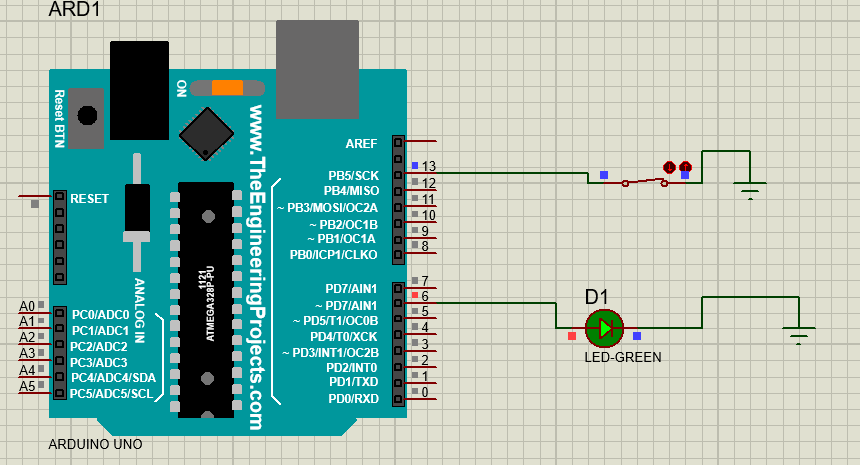 ARD1
Reset BTN
ON
www.TheEngineeringProjects.com
AREF
PB5/SCK 13
PB4/MISO 12
~ PB3/MOSI/OC2A 11
~ PB2/OC1B 10
~ PB1/OC1A 9
PB0/ICP1/CLKO 8
RESET
1121
ATMEGA328P-PU
ANALOG IN
PD7/AIN1 7
~ PD7/AIN1 6
~ PD5/T1/OC0B 5
PD4/T0/XCK 4
~ PD3/INT1/OC2B 3
PD2/INT0 2
PD1/TXD 1
PD0/RXD 0
A0 PC0/ADC0
A1 PC1/ADC1
A2 PC2/ADC2
A3 PC3/ADC3
A4 PC4/ADC4/SDA
A5 PC5/ADC5/SCL
D1
LED-GREEN
ARDUINO UNO